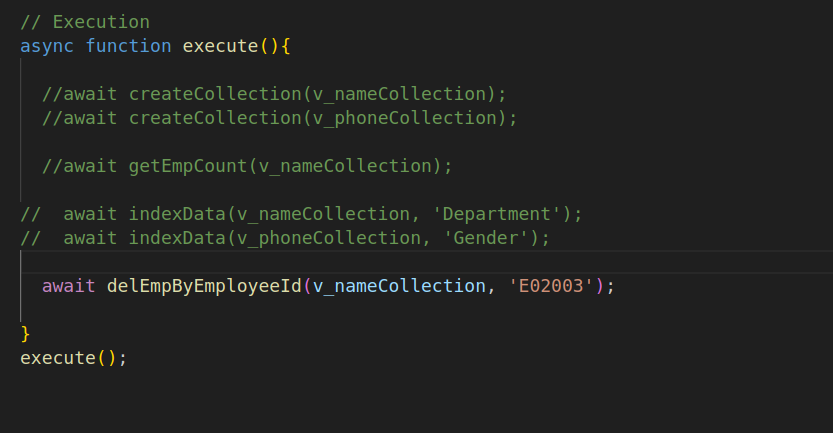 // Execution
async function execute(){
//await createCollection(v_nameCollection);
//await createCollection(v_phoneCollection);
//await getEmpCount(v_nameCollection);
//  await indexData(v_nameCollection, 'Department');
//  await indexData(v_phoneCollection, 'Gender');
await delEmpByEmployeeId(v_nameCollection, 'E02003');
}
execute();